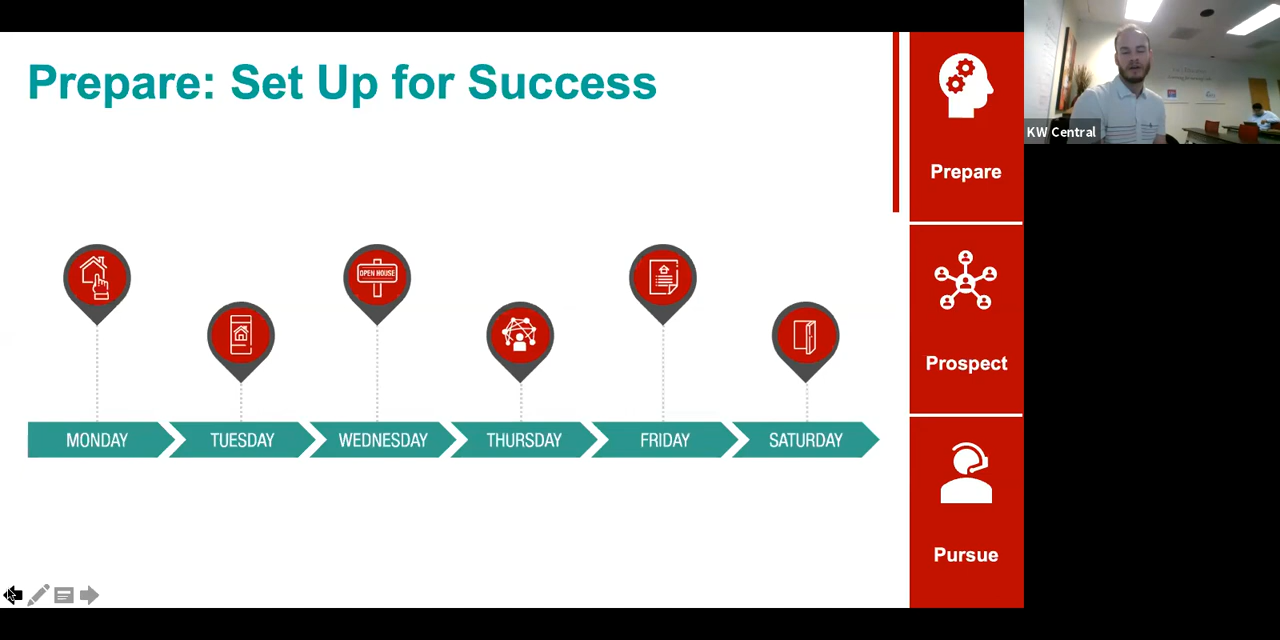 Prepare: Set Up for Success
OPEN HOUSE
MONDAY
TUESDAY
WEDNESDAY
THURSDAY
FRIDAY
SATURDAY
Prepare
Prospect
Pursue
KW Central